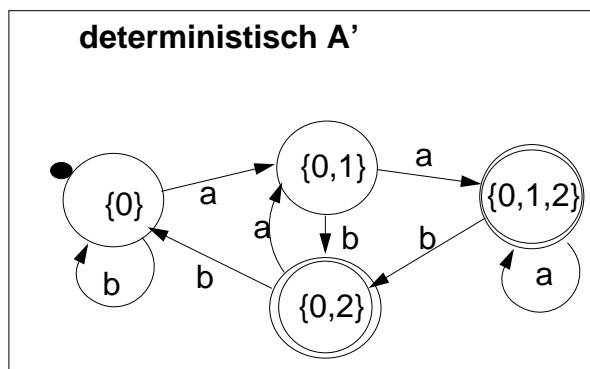 deterministisch A’
{0,1}
a
{0,1,2}
{0}
a
a
b
b
b
b
{0,2}
a